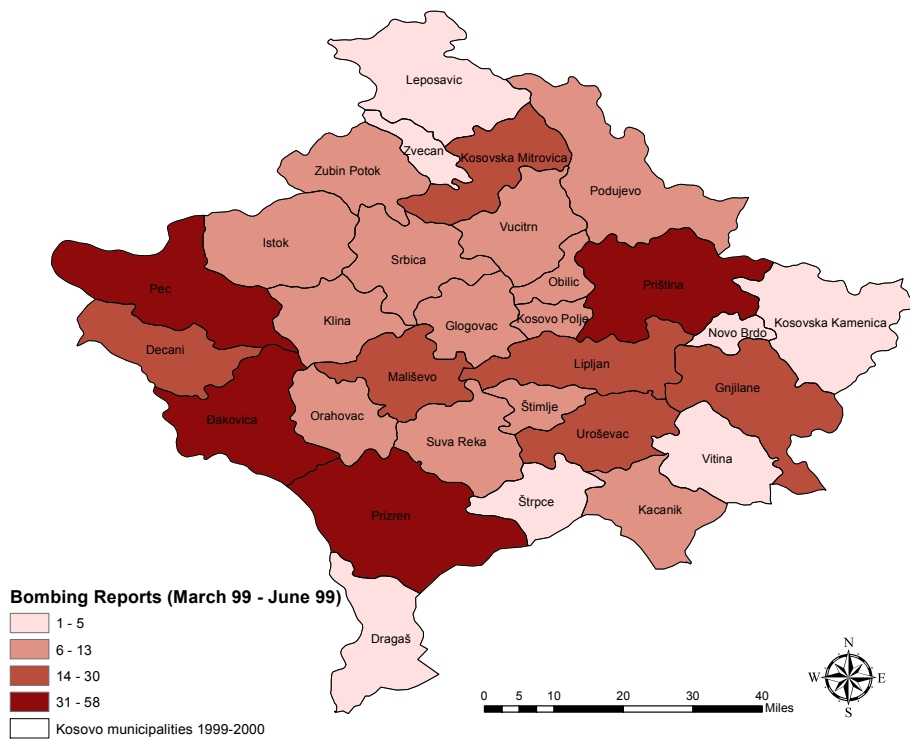 Leposavic
Zvecan
Kosovska Mitrovica
Zubin Potok
Podujevo
Vucitrn
Istok
Srbica
Obilic
Priština
Pec
Klina
Glogovac
Kosovo Polje
Novo Brdo
Kosovska Kamenica
Decani
Mališevo
Lipljan
Gnjilane
Đakovica
Orahovac
Štimlje
Suva Reka
Uroševac
Vitina
Štrpce
Kacanik
Prizren
Dragaš
Bombing Reports (March 99 - June 99)
1 - 5
6 - 13
14 - 30
31 - 58
Kosovo municipalities 1999-2000
0 5 10 20 30 40
Miles
N
W E
S